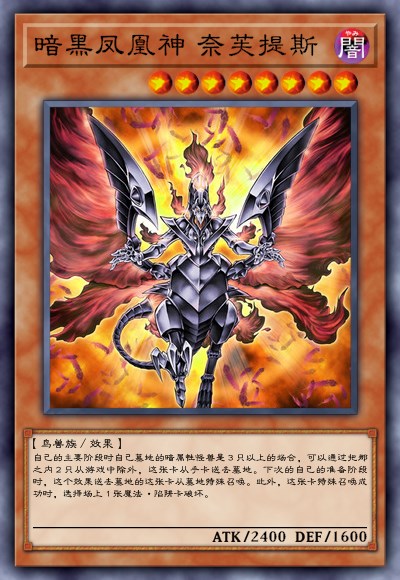 暗黑凤凰神 奈芙提斯
やみ
闇
【鸟兽族/效果】
自己的主要阶段时自己墓地的暗属性怪兽是3只以上的场合，可以通过把那
之内2只从游戏中除外，这张卡从手卡送去墓地。下次的自己的准备阶段
时，这个效果送去墓地的这张卡从墓地特殊召唤。此外，这张卡特殊召唤成
功时，选择场上1张魔法·陷阱卡破坏。
ATK/2400 DEF/1600